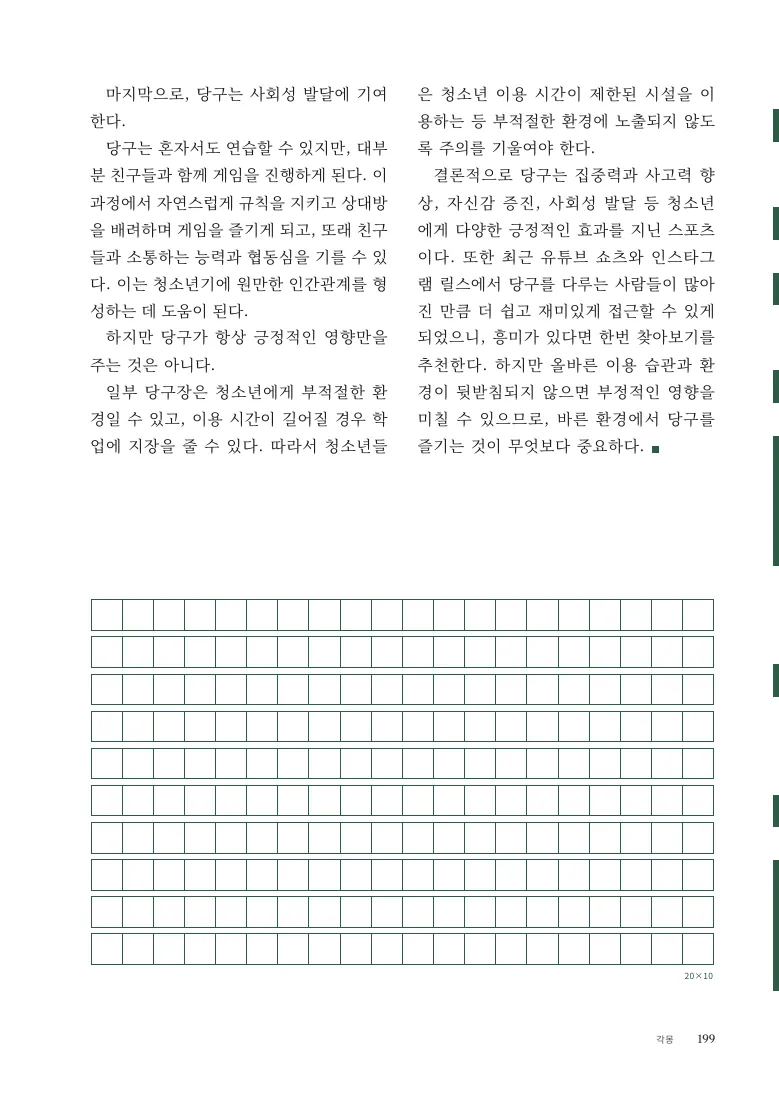 마지막으로, 당구는 사회성 발달에 기여
한다.
당구는 혼자서도 연습할 수 있지만, 대부
분 친구들과 함께 게임을 진행하게 된다. 이
과정에서 자연스럽게 규칙을 지키고 상대방
을 배려하며 게임을 즐기게 되고, 또래 친구
들과 소통하는 능력과 협동심을 기를 수 있
다. 이는 청소년기에 원만한 인간관계를 형
성하는 데 도움이 된다.
하지만 당구가 항상 긍정적인 영향만을
주는 것은 아니다.
일부 당구장은 청소년에게 부적절한 환
경일 수 있고, 이용 시간이 길어질 경우 학
업에 지장을 줄 수 있다. 따라서 청소년들
은 청소년 이용 시간이 제한된 시설을 이
용하는 등 부적절한 환경에 노출되지 않도
록 주의를 기울여야 한다.
결론적으로 당구는 집중력과 사고력 향
상, 자신감 증진, 사회성 발달 등 청소년
에게 다양한 긍정적인 효과를 지닌 스포츠
이다. 또한 최근 유튜브 쇼츠와 인스타그
램 릴스에서 당구를 다루는 사람들이 많아
진 만큼 더 쉽고 재미있게 접근할 수 있게
되었으니, 흥미가 있다면 한번 찾아보기를
추천한다. 하지만 올바른 이용 습관과 환
경이 뒷받침되지 않으면 부정적인 영향을
미칠 수 있으므로, 바른 환경에서 당구를
즐기는 것이 무엇보다 중요하다.
20×10
각몽 199